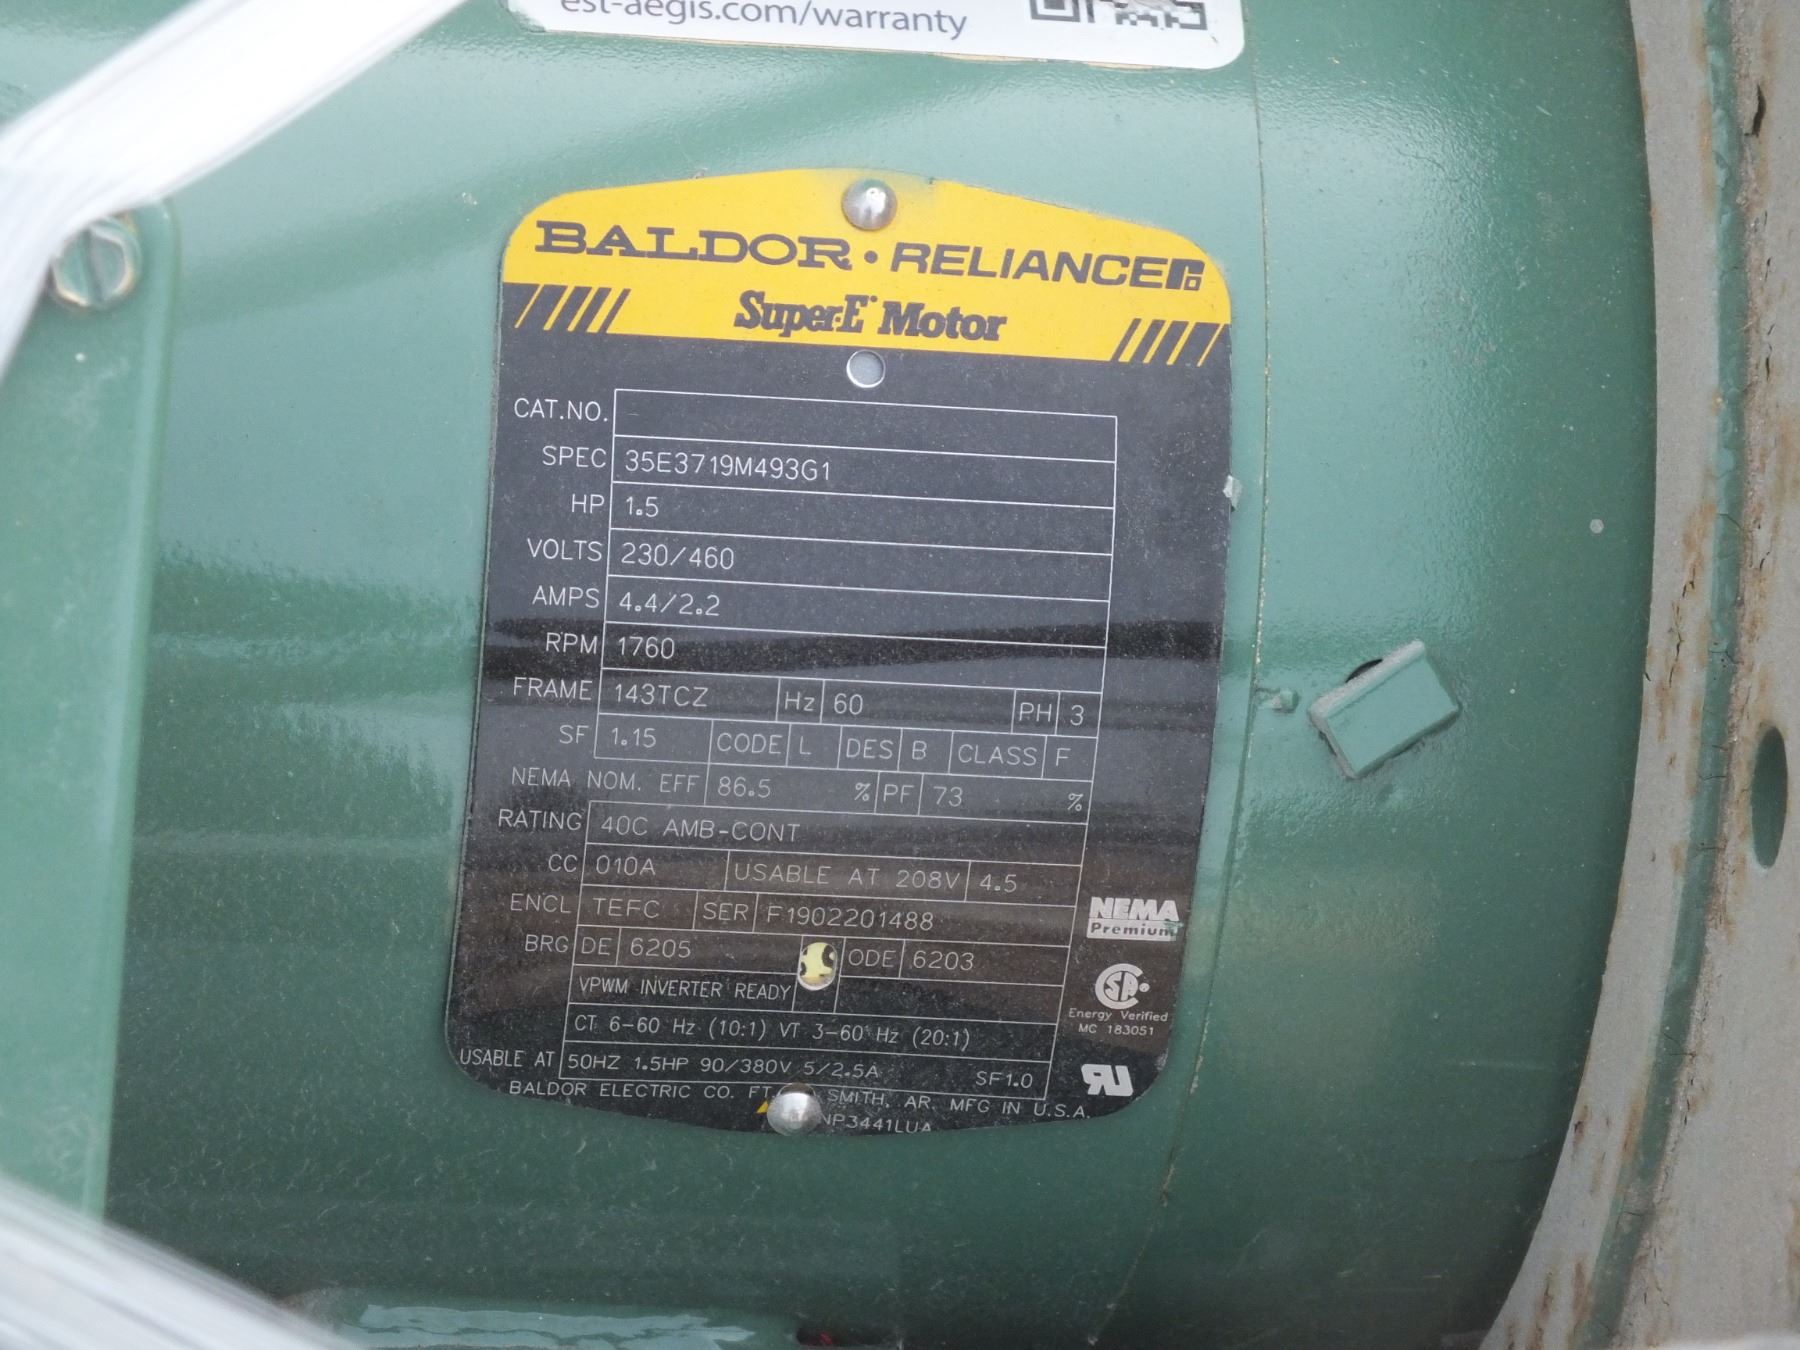 est-aegis.com/warranty
BALDOR • RELIANCE
Super-E® Motor
CAT.NO.
SPEC 35E3719M493G1
HP 1.5
VOLTS 230/460
AMPS 4.4/2.2
RPM 1760
FRAME 143TCZ Hz 60 PH 3
SF 1.15 CODE L DES B CLASS F
NEMA NOM. EFF 86.5 % PF 73 %
RATING 40C AMB-CONT
CC 010A USABLE AT 208V 4.5
ENCL TEFC SER F1902201488
BRG DE 6205 ODE 6203
VPWM INVERTER READY
CT 6-60 Hz (10:1) VT 3-60 Hz (20:1)
USABLE AT 50HZ 1.5HP 90/380V 5/2.5A SF1.0
BALDOR ELECTRIC CO. FT. SMITH, AR. MFG IN U.S.A.
NP3441LUA
NEMA
Premium
Energy Verified
MC 183051